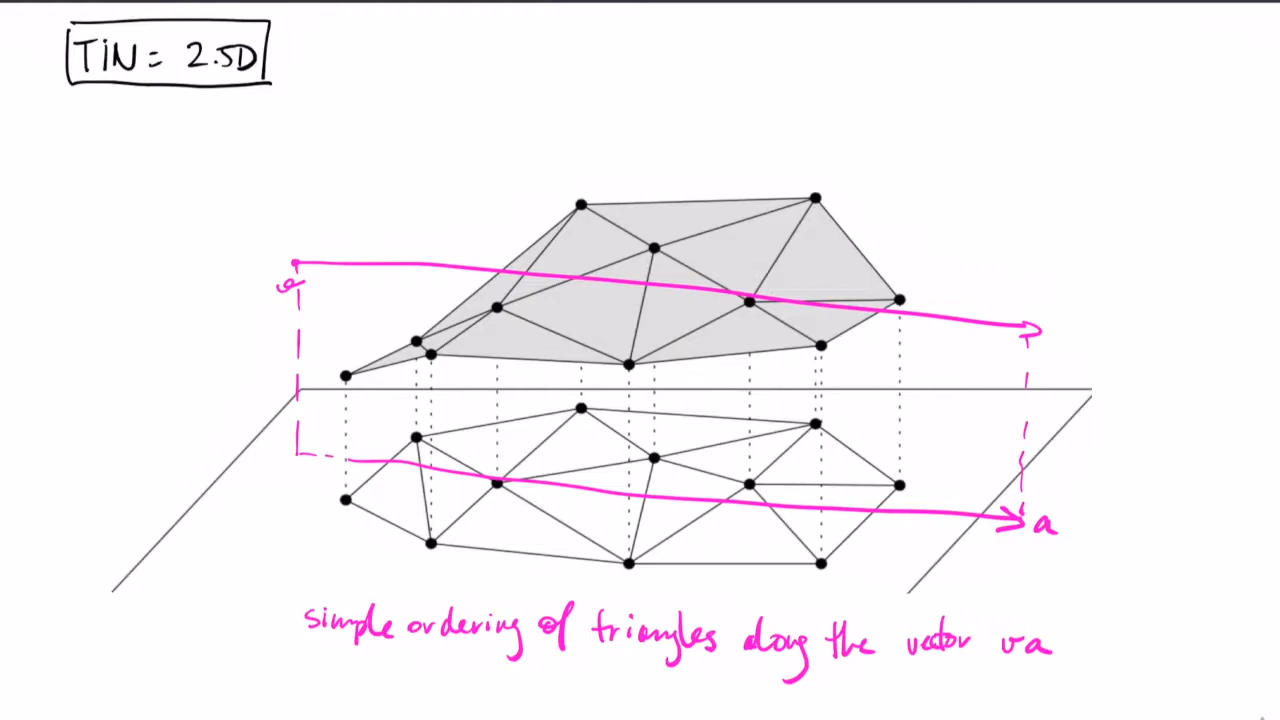 TiN = 2.5D
a
simple ordering of triangles along the vector va